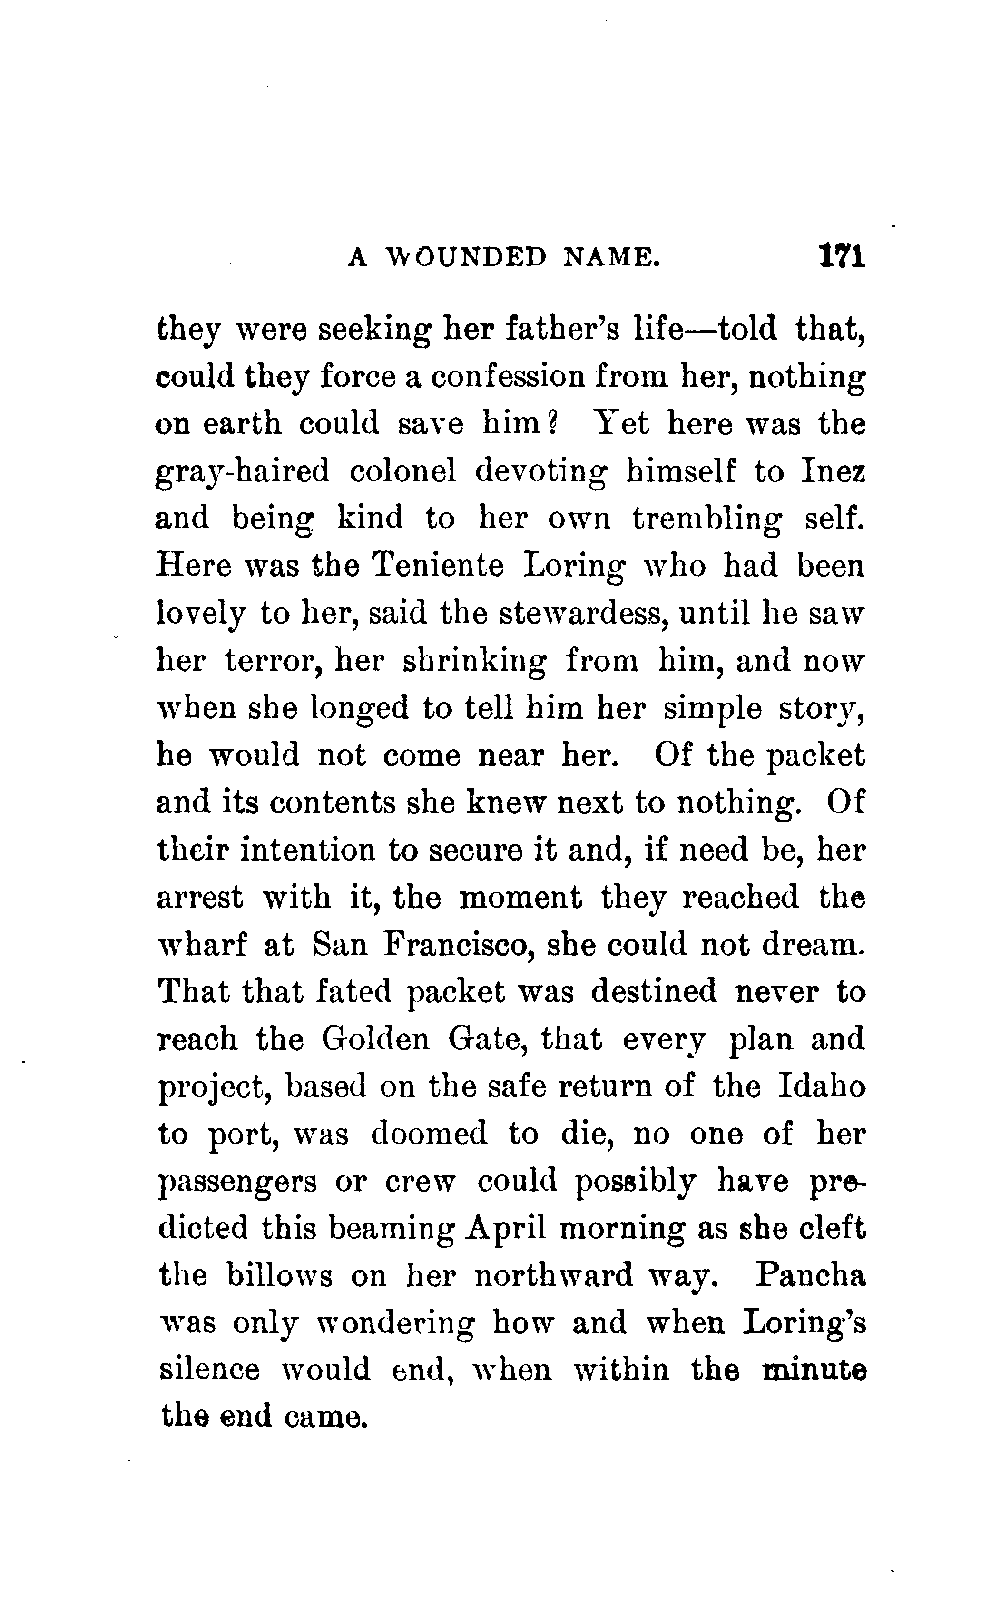 A WOUNDED NAME. 171
they were seeking her father's life—told that,
could they force a confession from her, nothing
on earth could save him? Yet here was the
gray-haired colonel devoting himself to Inez
and being kind to her own trembling self.
Here was the Teniente Loring who had been
lovely to her, said the stewardess, until he saw
her terror, her shrinking from him, and now
when she longed to tell him her simple story,
he would not come near her. Of the packet
and its contents she knew next to nothing. Of
their intention to secure it and, if need be, her
arrest with it, the moment they reached the
wharf at San Francisco, she could not dream.
That that fated packet was destined never to
reach the Golden Gate, that every plan and
project, based on the safe return of the Idaho
to port, was doomed to die, no one of her
passengers or crew could possibly have pre-
dicted this beaming April morning as she cleft
the billows on her northward way. Pancha
was only wondering how and when Loring's
silence would end, when within the minute
the end came.